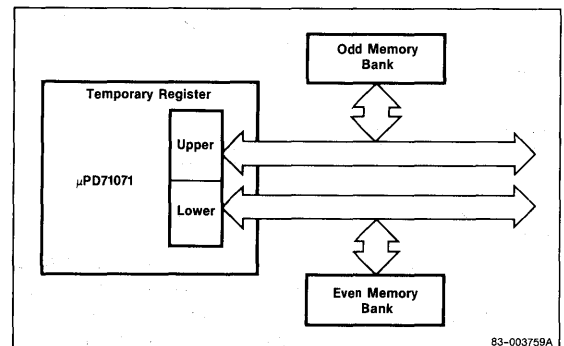 Odd Memory
Bank
Temporary Register
Upper
μPD71071
Lower
Even Memory
Bank
83-003759A